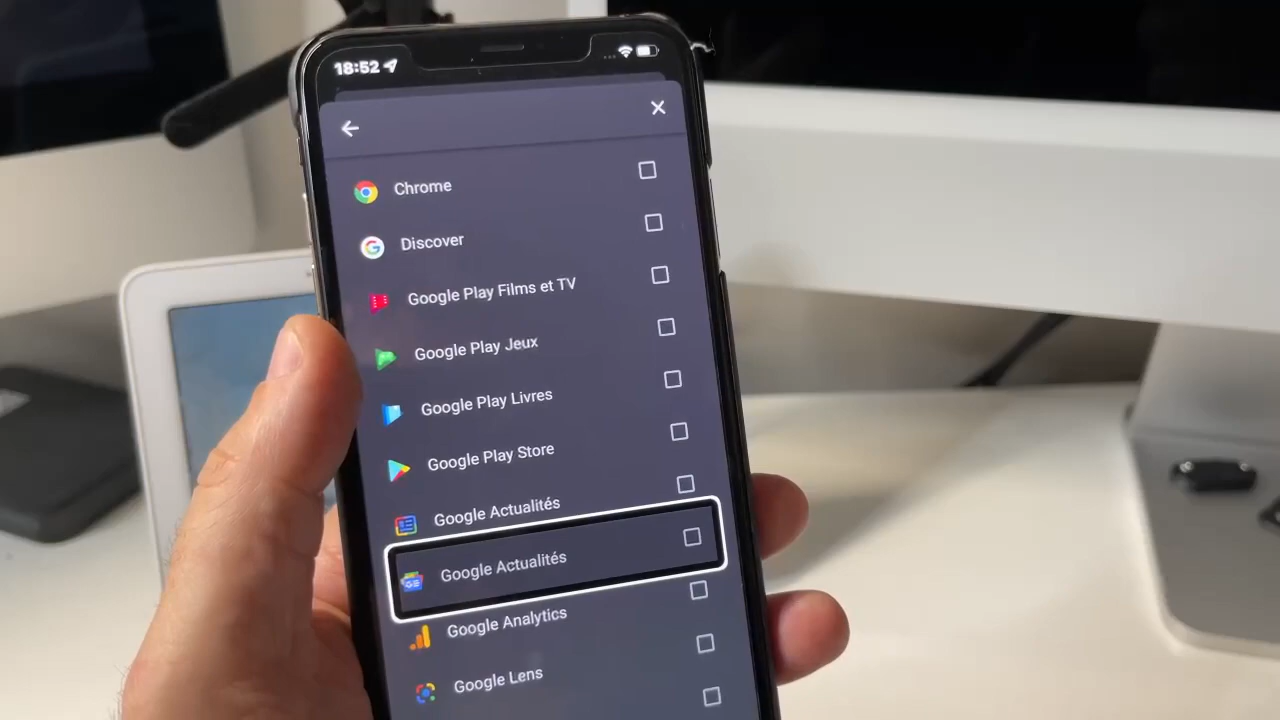 18:52
Chrome
Discover
Google Play Films et TV
Google Play Jeux
Google Play Livres
Google Play Store
Google Actualités
Google Actualités
Google Analytics
Google Lens